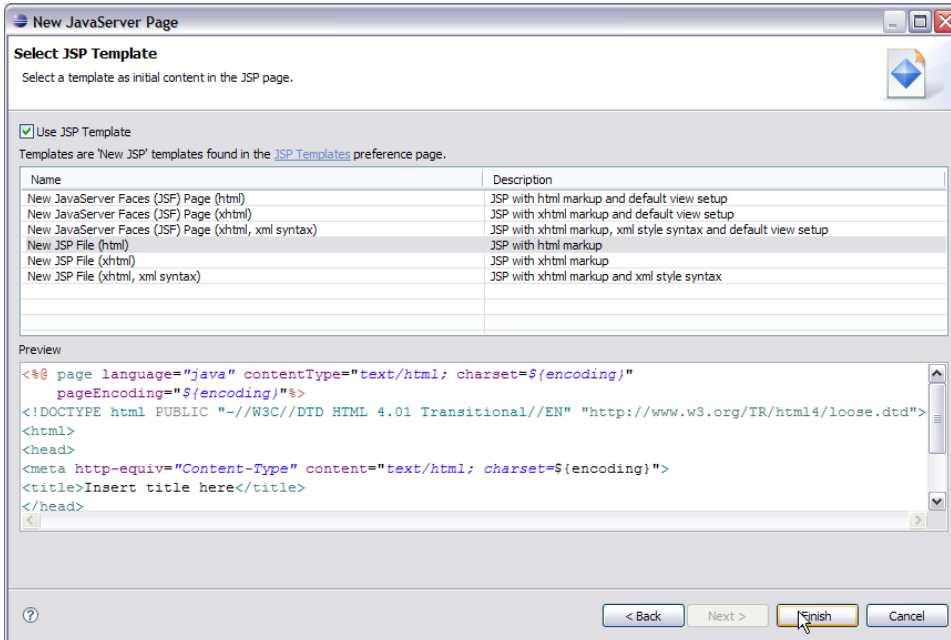 New JavaServer Page
Select JSP Template
Select a template as initial content in the JSP page.
Use JSP Template
Templates are 'New JSP' templates found in the JSP Templates preference page.
Name Description
New JavaServer Faces (JSF) Page (html) JSP with html markup and default view setup
New JavaServer Faces (JSF) Page (xhtml) JSP with xhtml markup and default view setup
New JavaServer Faces (JSF) Page (xhtml, xml syntax) JSP with xhtml markup, xml style syntax and default view setup
New JSP File (html) JSP with html markup
New JSP File (xhtml) JSP with xhtml markup
New JSP File (xhtml, xml syntax) JSP with xhtml markup and xml style syntax
Preview
<%@ page language="java" contentType="text/html; charset=${encoding}"
    pageEncoding="${encoding}"%>
<!DOCTYPE html PUBLIC "-//W3C//DTD HTML 4.01 Transitional//EN" "http://www.w3.org/TR/html4/loose.dtd">
<html>
<head>
<meta http-equiv="Content-Type" content="text/html; charset=${encoding}">
<title>Insert title here</title>
</head>
? < Back Next > Finish Cancel